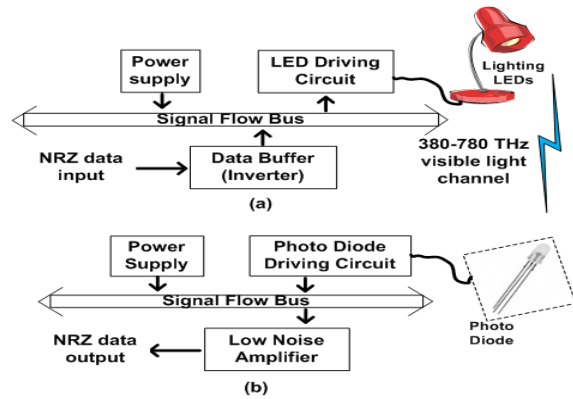 Power
supply
LED Driving
Circuit
Lighting
LEDs
Signal Flow Bus
NRZ data
input
Data Buffer
(Inverter)
380-780 THz
visible light
channel
(a)
Power
Supply
Photo Diode
Driving Circuit
Signal Flow Bus
Photo
Diode
NRZ data
output
Low Noise
Amplifier
(b)